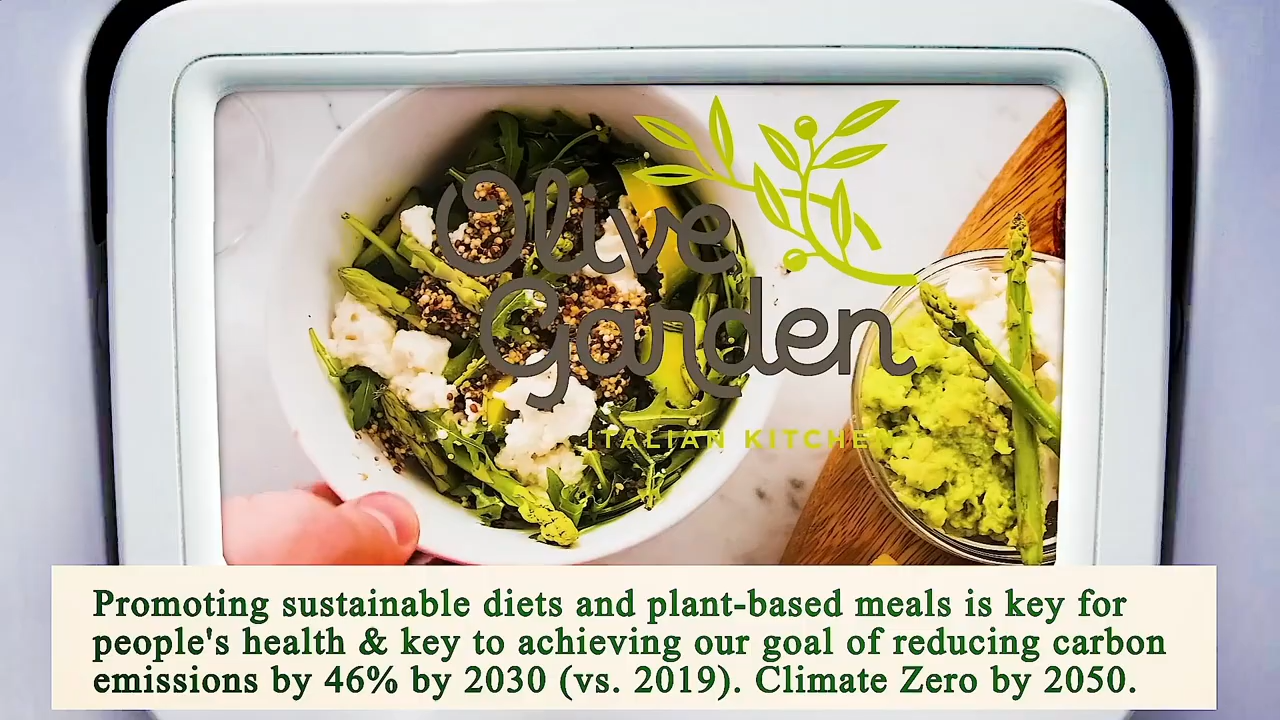 Olive
Garden
ITALIAN KITCHEN
Promoting sustainable diets and plant-based meals is key for
people's health & key to achieving our goal of reducing carbon
emissions by 46% by 2030 (vs. 2019). Climate Zero by 2050.